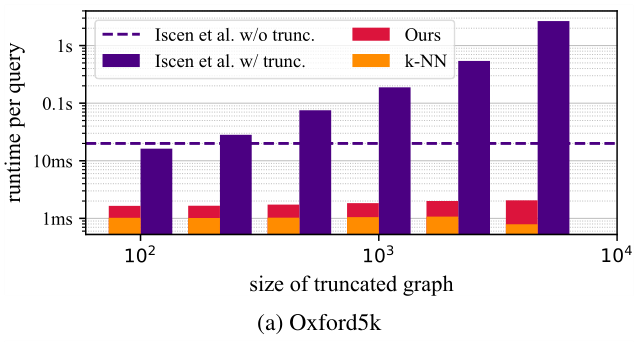 Iscen et al. w/o trunc.
Iscen et al. w/ trunc.
Ours
k-NN
runtime per query
1s
0.1s
10ms
1ms
10²
10³
10⁴
size of truncated graph
(a) Oxford5k